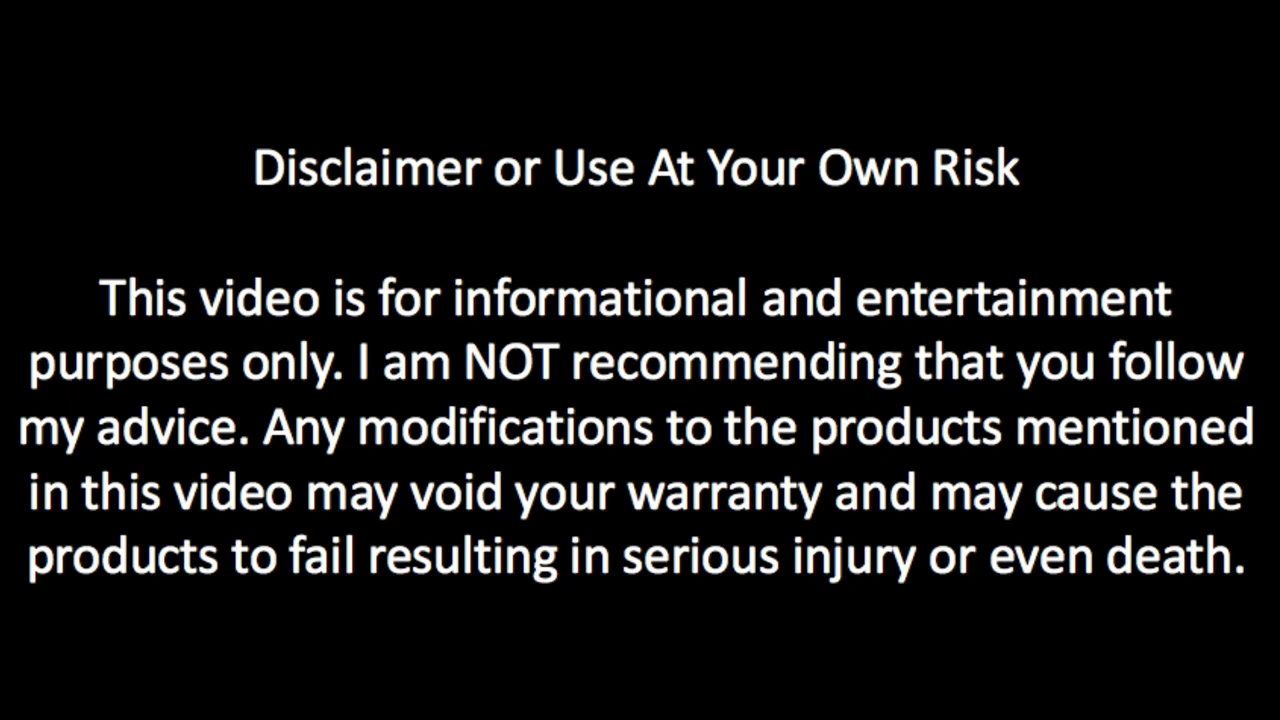 Disclaimer or Use At Your Own Risk
This video is for informational and entertainment
purposes only. I am NOT recommending that you follow
my advice. Any modifications to the products mentioned
in this video may void your warranty and may cause the
products to fail resulting in serious injury or even death.